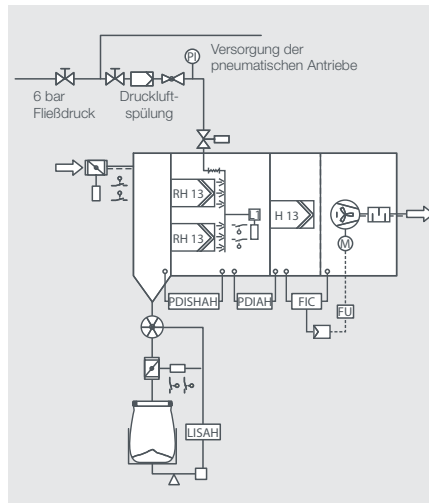 PI
Versorgung der
pneumatischen Antriebe
6 bar
Fließdruck
Druckluft-
spülung
RH 13
H 13
RH 13
PDISHAH
PDIAH
FIC
M
FU
LISAH